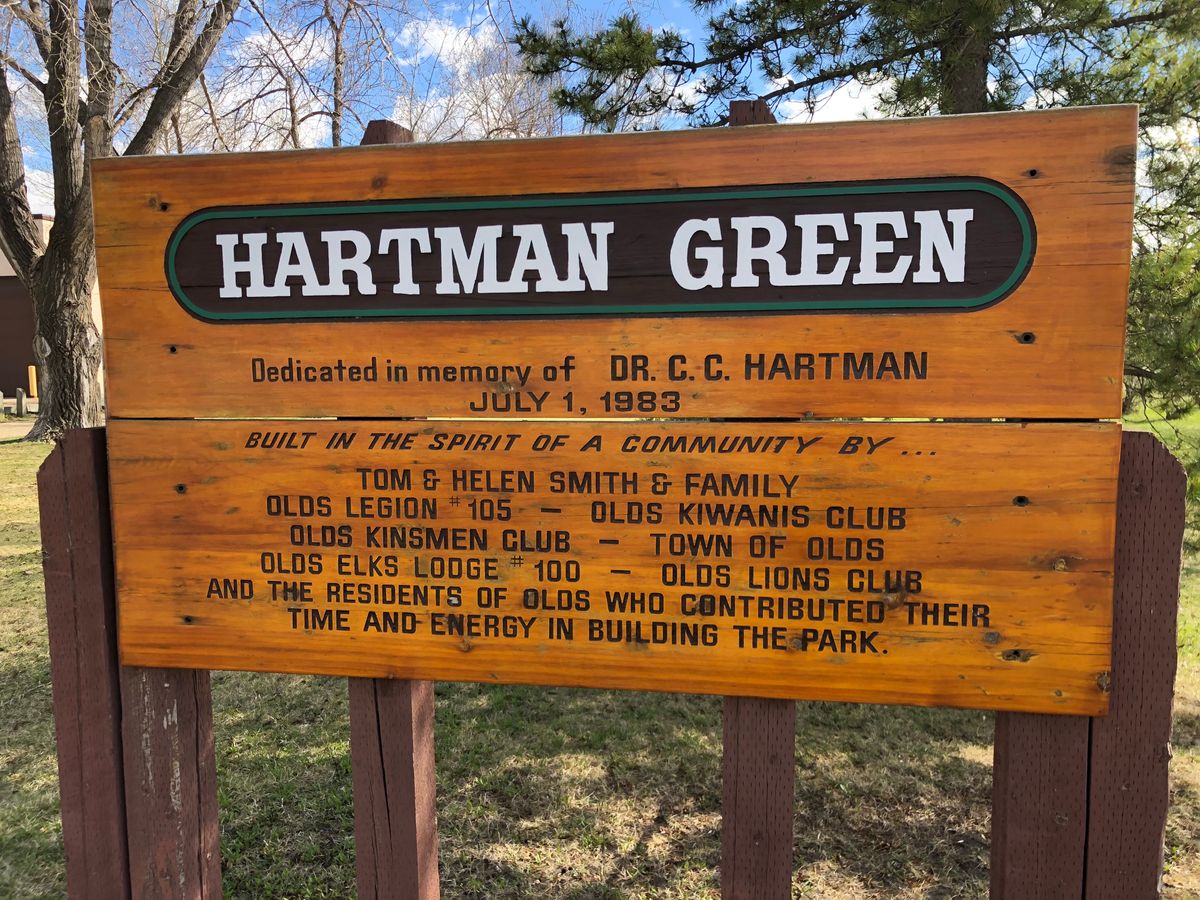 HARTMAN GREEN
Dedicated in memory of DR. C. C. HARTMAN
JULY 1, 1983
BUILT IN THE SPIRIT OF A COMMUNITY BY ...
TOM & HELEN SMITH & FAMILY
OLDS LEGION #105 — OLDS KIWANIS CLUB
OLDS KINSMEN CLUB — TOWN OF OLDS
OLDS ELKS LODGE #100 — OLDS LIONS CLUB
AND THE RESIDENTS OF OLDS WHO CONTRIBUTED THEIR
TIME AND ENERGY IN BUILDING THE PARK.